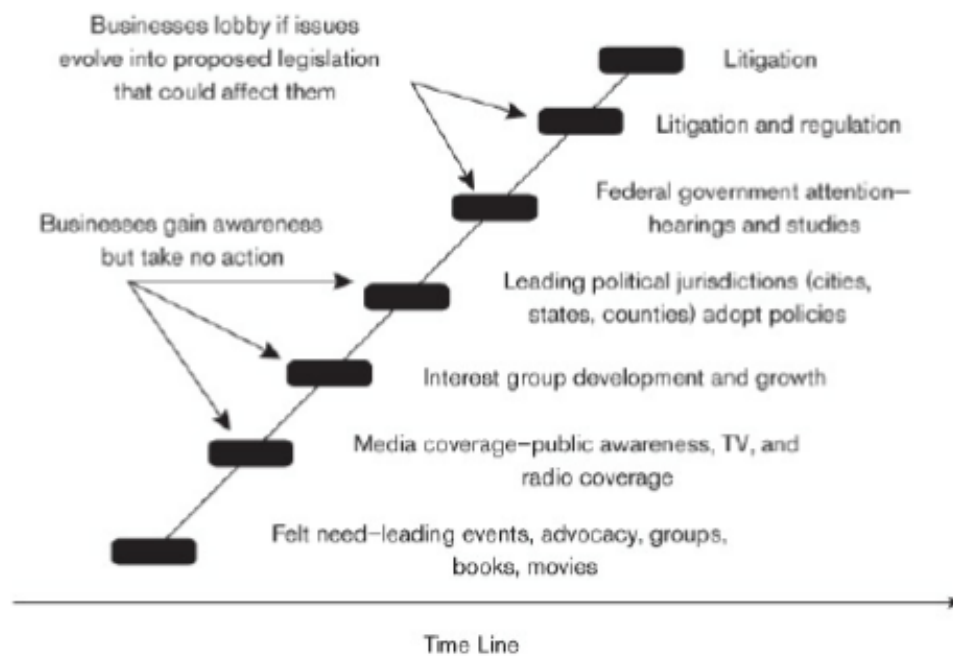 Businesses lobby if issues
evolve into proposed legislation
that could affect them
Litigation
Litigation and regulation
Federal government attention—
hearings and studies
Businesses gain awareness
but take no action
Leading political jurisdictions (cities,
states, counties) adopt policies
Interest group development and growth
Media coverage—public awareness, TV, and
radio coverage
Felt need—leading events, advocacy, groups,
books, movies
Time Line